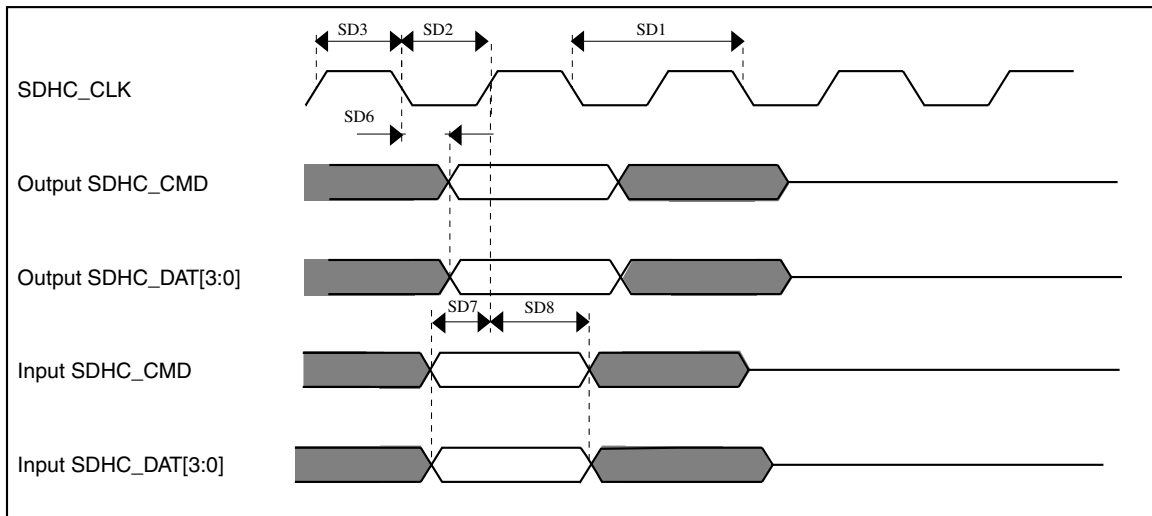 SD3 SD2 SD1
SDHC_CLK
SD6
Output SDHC_CMD
Output SDHC_DAT[3:0]
SD7 SD8
Input SDHC_CMD
Input SDHC_DAT[3:0]